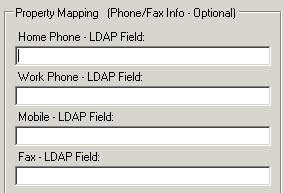 Property Mapping   (Phone/Fax Info - Optional)
Home Phone - LDAP Field:
Work Phone - LDAP Field:
Mobile - LDAP Field:
Fax - LDAP Field: